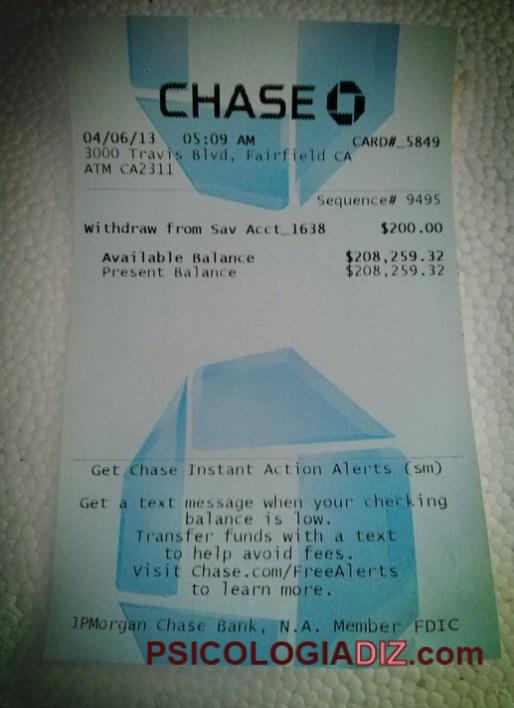 CHASE
04/06/13 05:09 AM CARD#_5849
3000 Travis Blvd, Fairfield CA
ATM CA2311
Sequence# 9495
Withdraw from Sav Acct_1638 $200.00
Available Balance $208,259.32
Present Balance $208,259.32
Get Chase Instant Action Alerts (sm)
Get a text message when your checking
balance is low.
Transfer funds with a text
to help avoid fees.
Visit Chase.com/FreeAlerts
to learn more.
JPMorgan Chase Bank, N.A. Member FDIC
PSICOLOGIADIZ.com